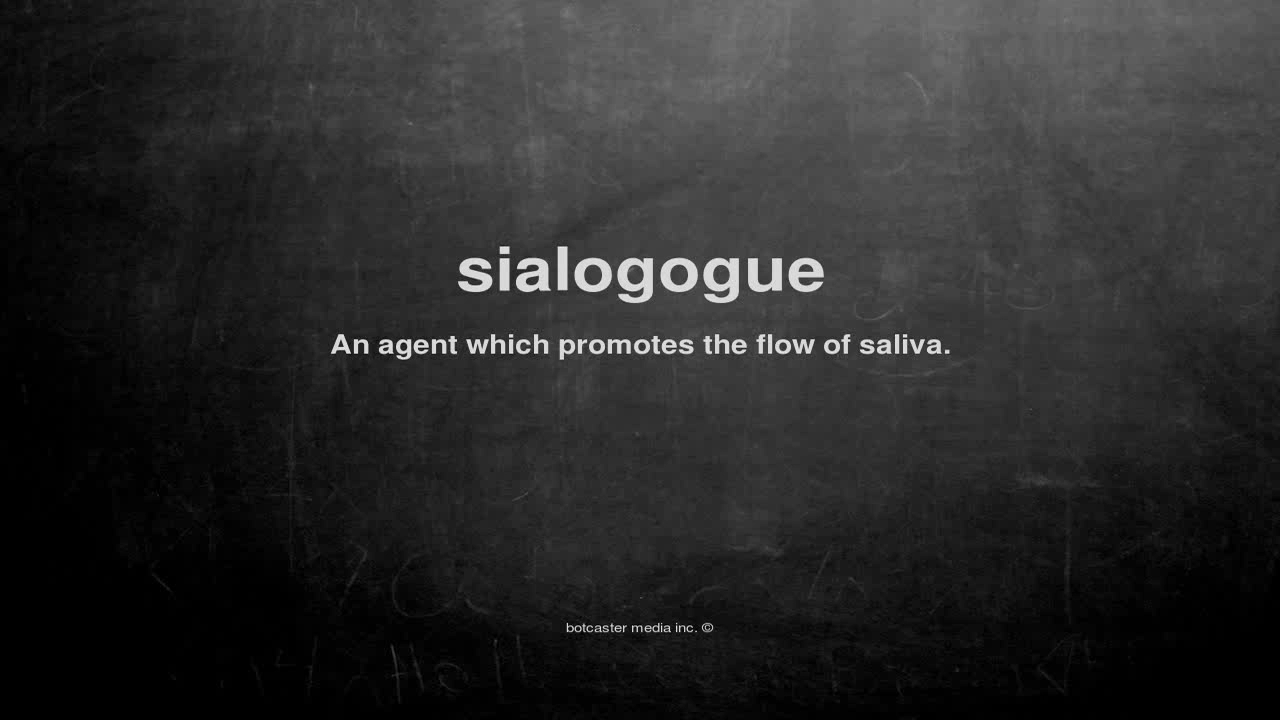 sialogogue
An agent which promotes the flow of saliva.
botcaster media inc. ©